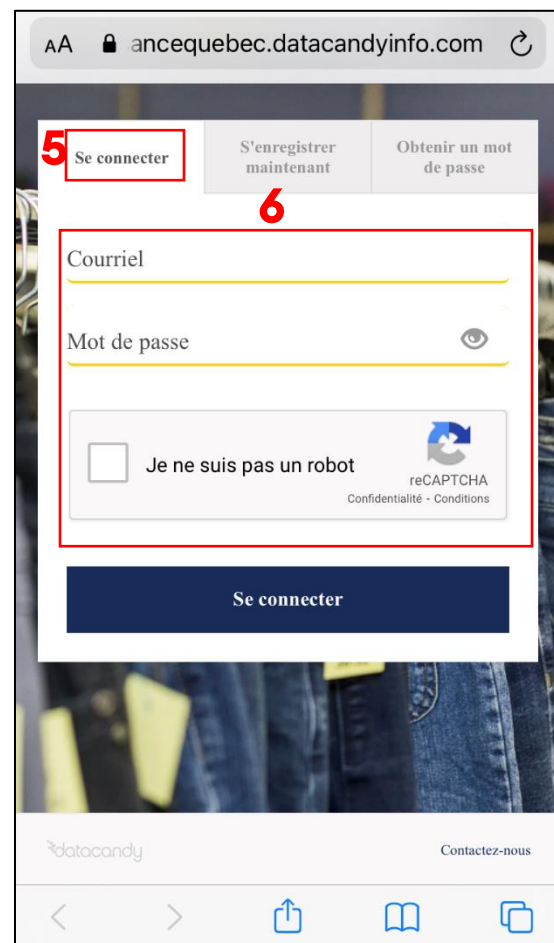 AA ancequebec.datacandyinfo.com
5 Se connecter
S'enregistrer
maintenant
Obtenir un mot
de passe
6
Courriel
Mot de passe
Je ne suis pas un robot
reCAPTCHA
Confidentialité - Conditions
Se connecter
datacandy
Contactez-nous